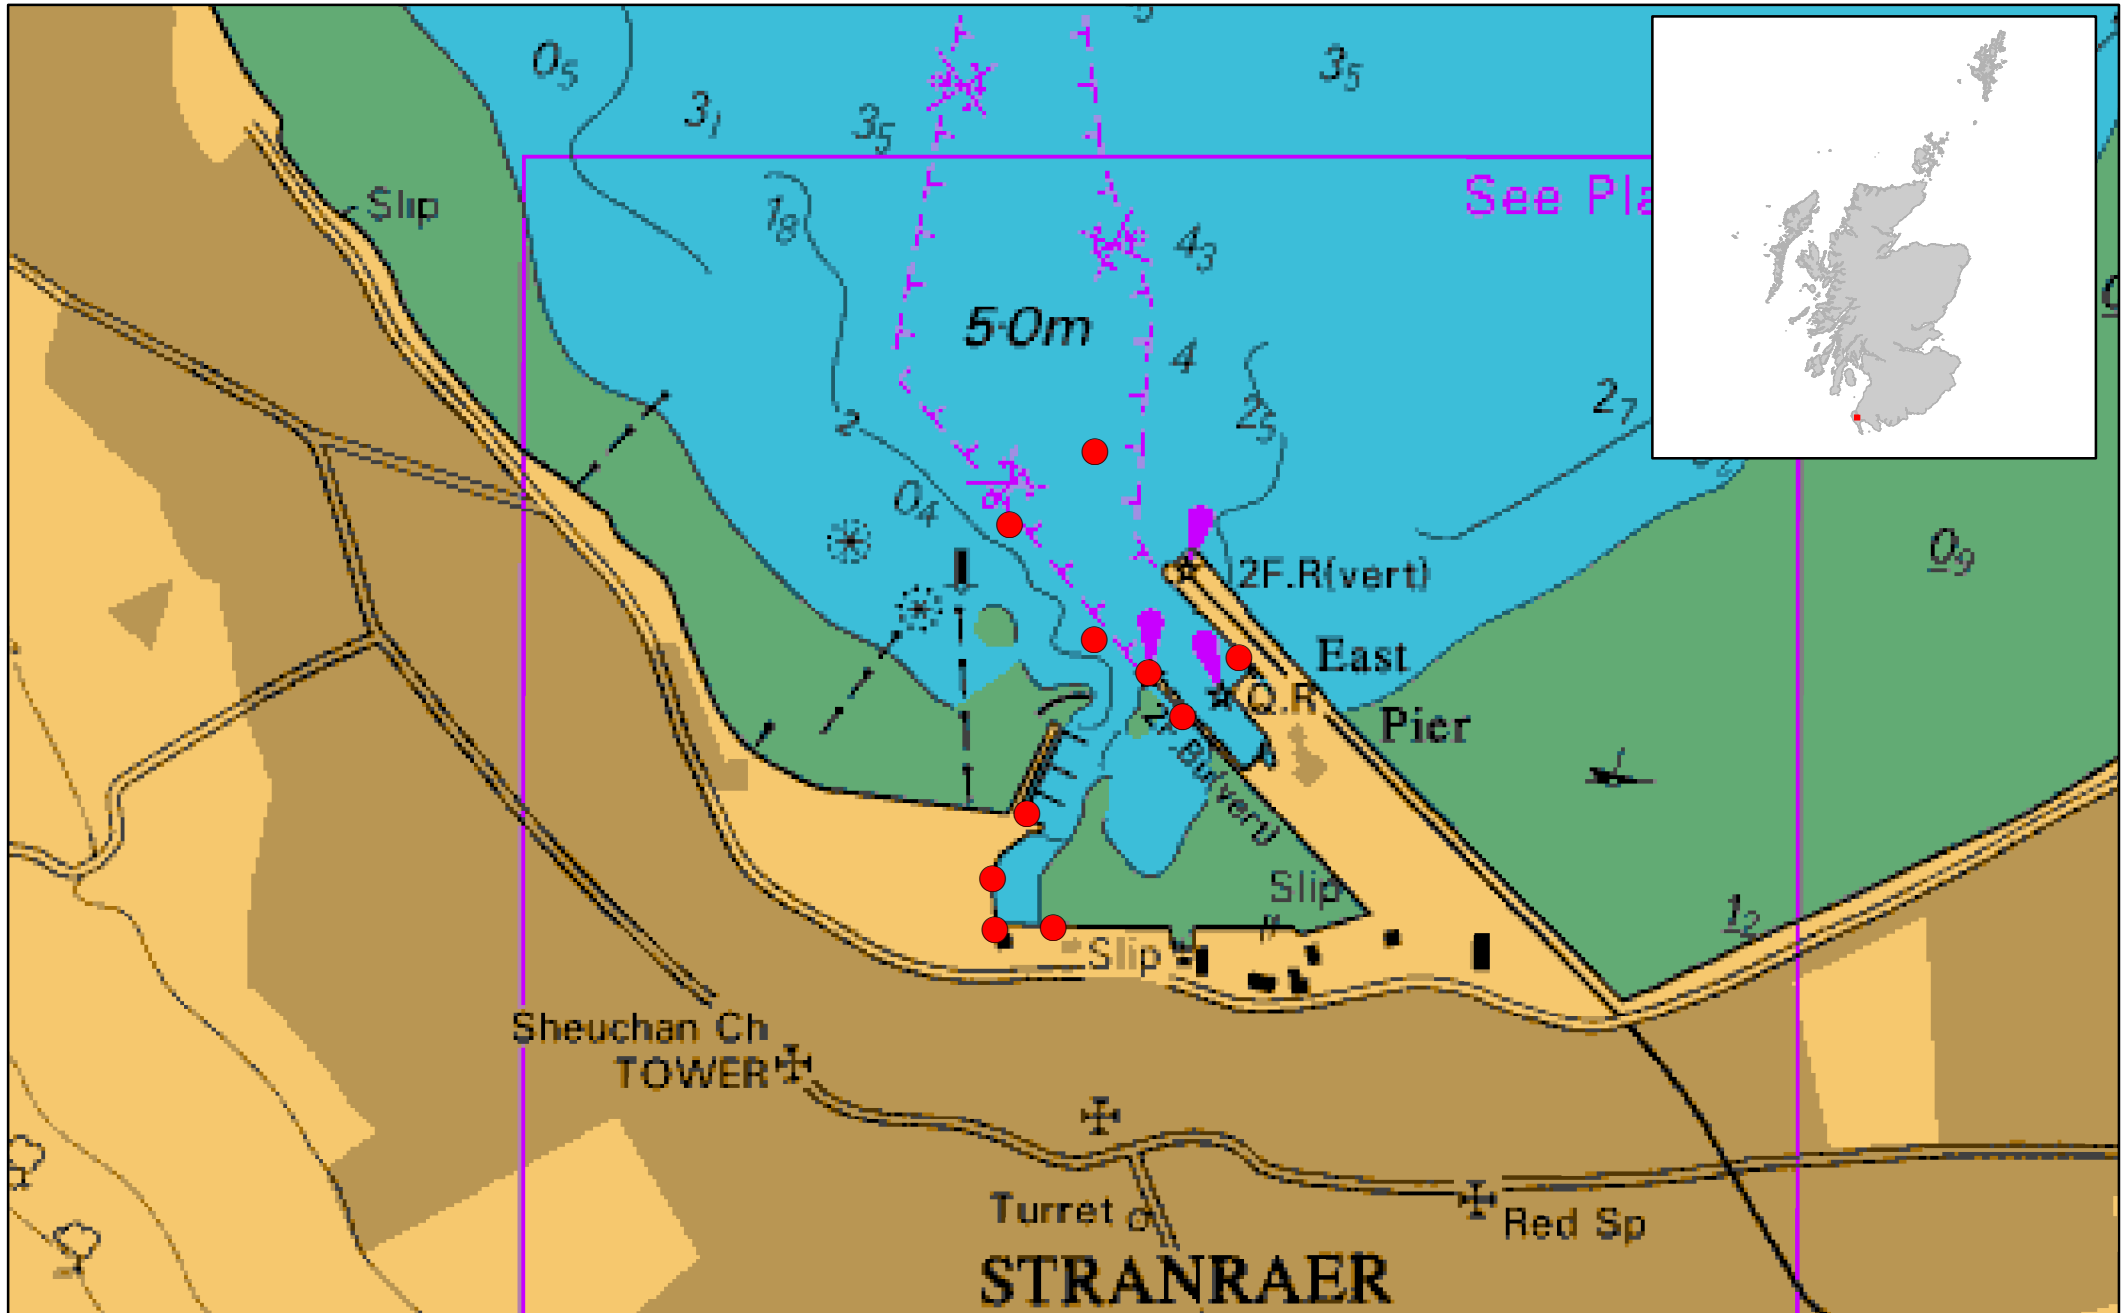 0₅
3₁
3₅
3₅
See Pla
Slip
1₈
4₃
5·0m
4
2₅
2₇
2
0₄
0₉
2F.R(vert)
East
Q.R
Pier
2F.Bu(vert)
Slip
1₂
Slip
Sheuchan Ch
TOWER
Turret
Red Sp
STRANRAER